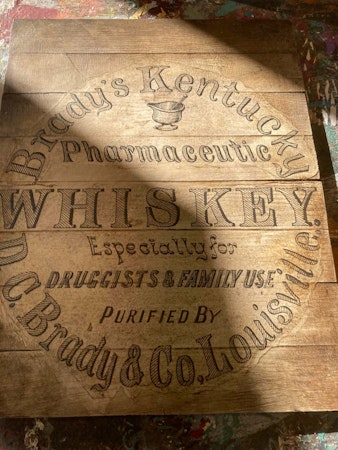 Brady's Kentucky
Pharmaceutic
WHISKEY.
Especially for
DRUGGISTS & FAMILY USE
PURIFIED BY
D.C. Brady & Co, Louisville.